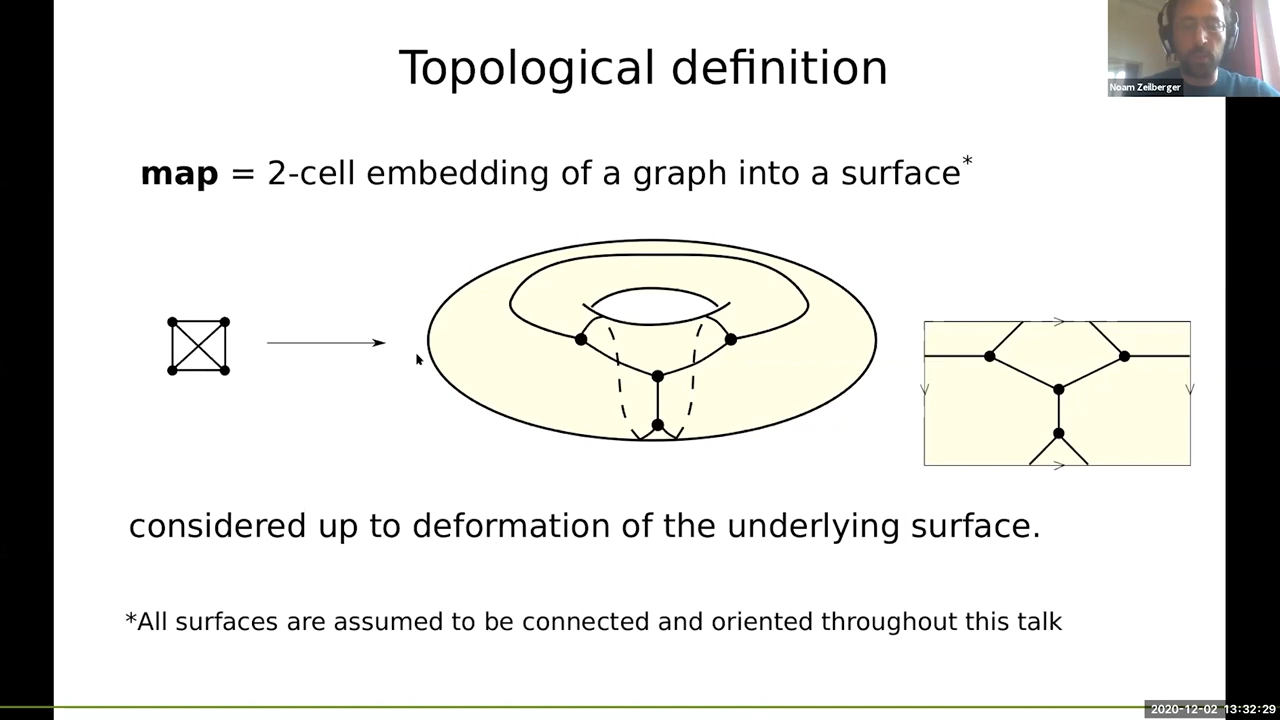 Topological definition
Noam Zeilberger
map = 2-cell embedding of a graph into a surface*
considered up to deformation of the underlying surface.
*All surfaces are assumed to be connected and oriented throughout this talk
2020-12-02 13:32:29